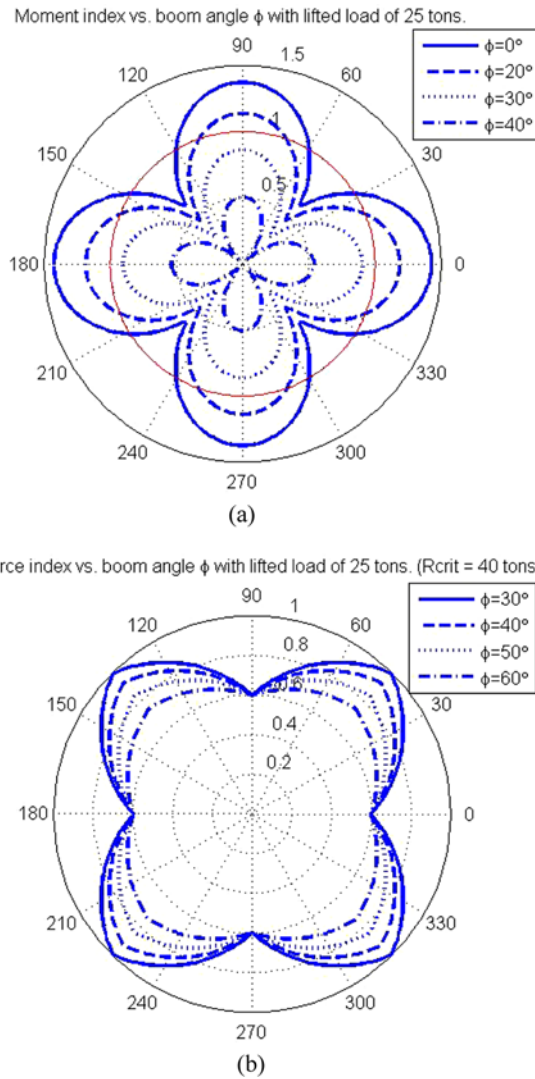 Moment index vs. boom angle ϕ with lifted load of 25 tons.
90
1.5
120
60
1
150
30
0.5
180
0
210
330
240
300
270
ϕ=0°
ϕ=20°
ϕ=30°
ϕ=40°
(a)
rce index vs. boom angle ϕ with lifted load of 25 tons. (Rcrit = 40 tons
90
1
120
60
0.8
0.6
150
30
0.4
0.2
180
0
210
330
240
300
270
ϕ=30°
ϕ=40°
ϕ=50°
ϕ=60°
(b)